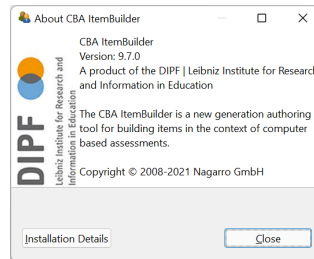 About CBA ItemBuilder
CBA ItemBuilder
Version: 9.7.0
A product of the DIPF | Leibniz Institute for Research
and Information in Education
The CBA ItemBuilder is a new generation authoring
tool for building items in the context of computer
based assessments.
Copyright © 2008-2021 Nagarro GmbH
DIPF
Leibniz Institute for Research and
Information in Education
Installation Details
Close